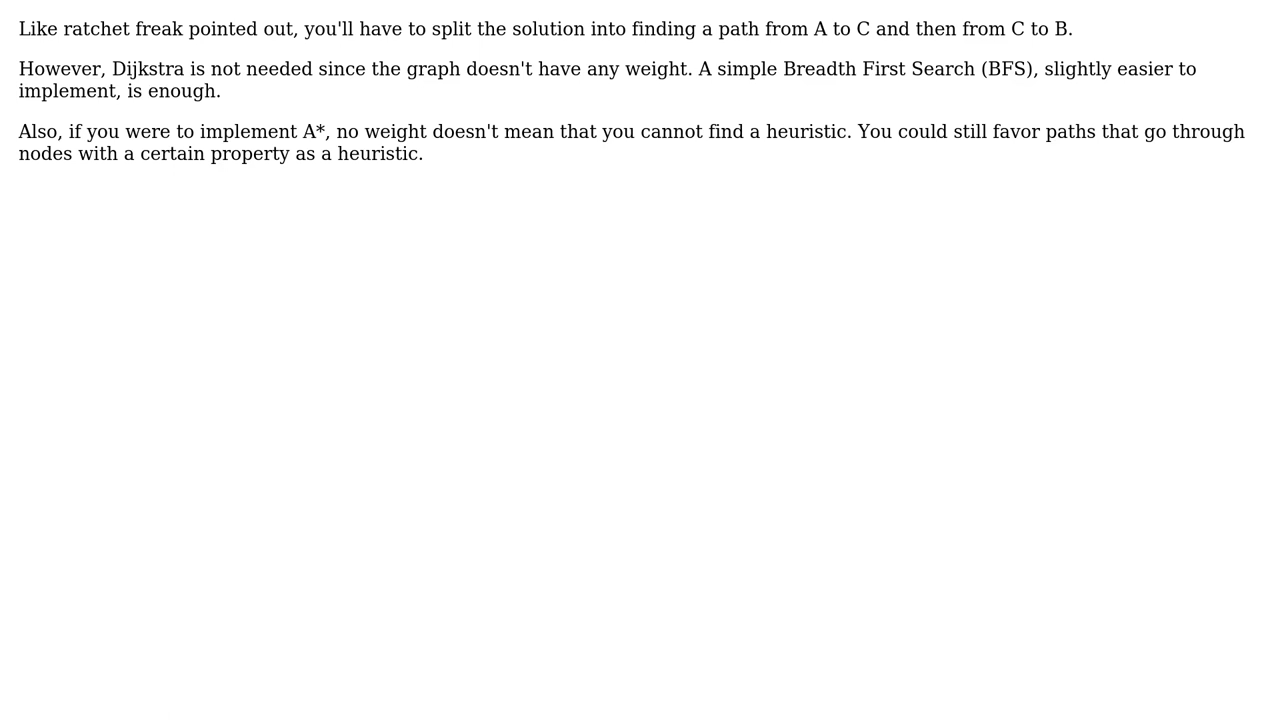 Like ratchet freak pointed out, you'll have to split the solution into finding a path from A to C and then from C to B.
However, Dijkstra is not needed since the graph doesn't have any weight. A simple Breadth First Search (BFS), slightly easier to
implement, is enough.
Also, if you were to implement A*, no weight doesn't mean that you cannot find a heuristic. You could still favor paths that go through
nodes with a certain property as a heuristic.